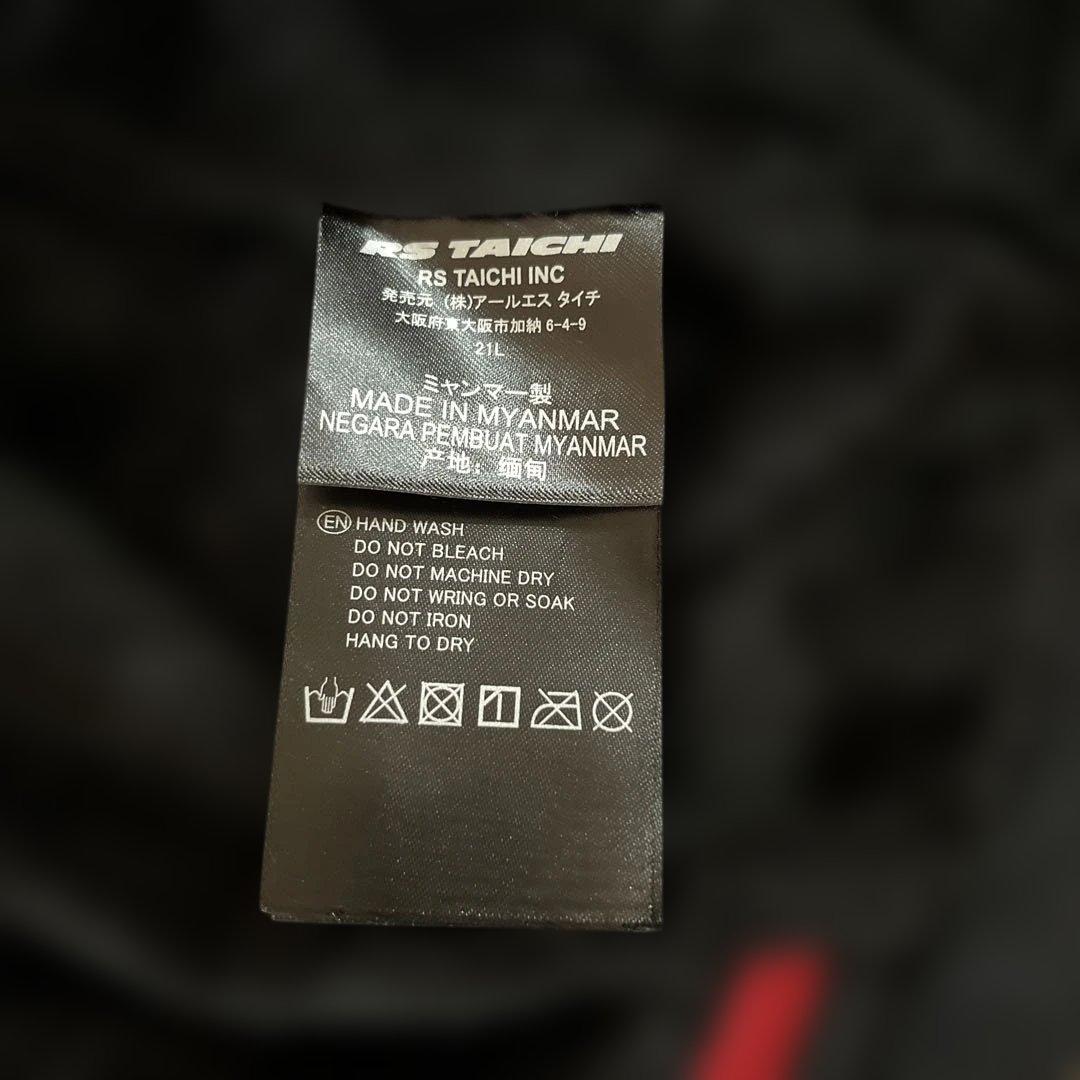 RS TAICHI
RS TAICHI INC
発売元 (株)アールエス タイチ
大阪府東大阪市加納 6-4-9
21L
ミャンマー製
MADE IN MYANMAR
NEGARA PEMBUAT MYANMAR
产地: 缅甸
EN HAND WASH
DO NOT BLEACH
DO NOT MACHINE DRY
DO NOT WRING OR SOAK
DO NOT IRON
HANG TO DRY